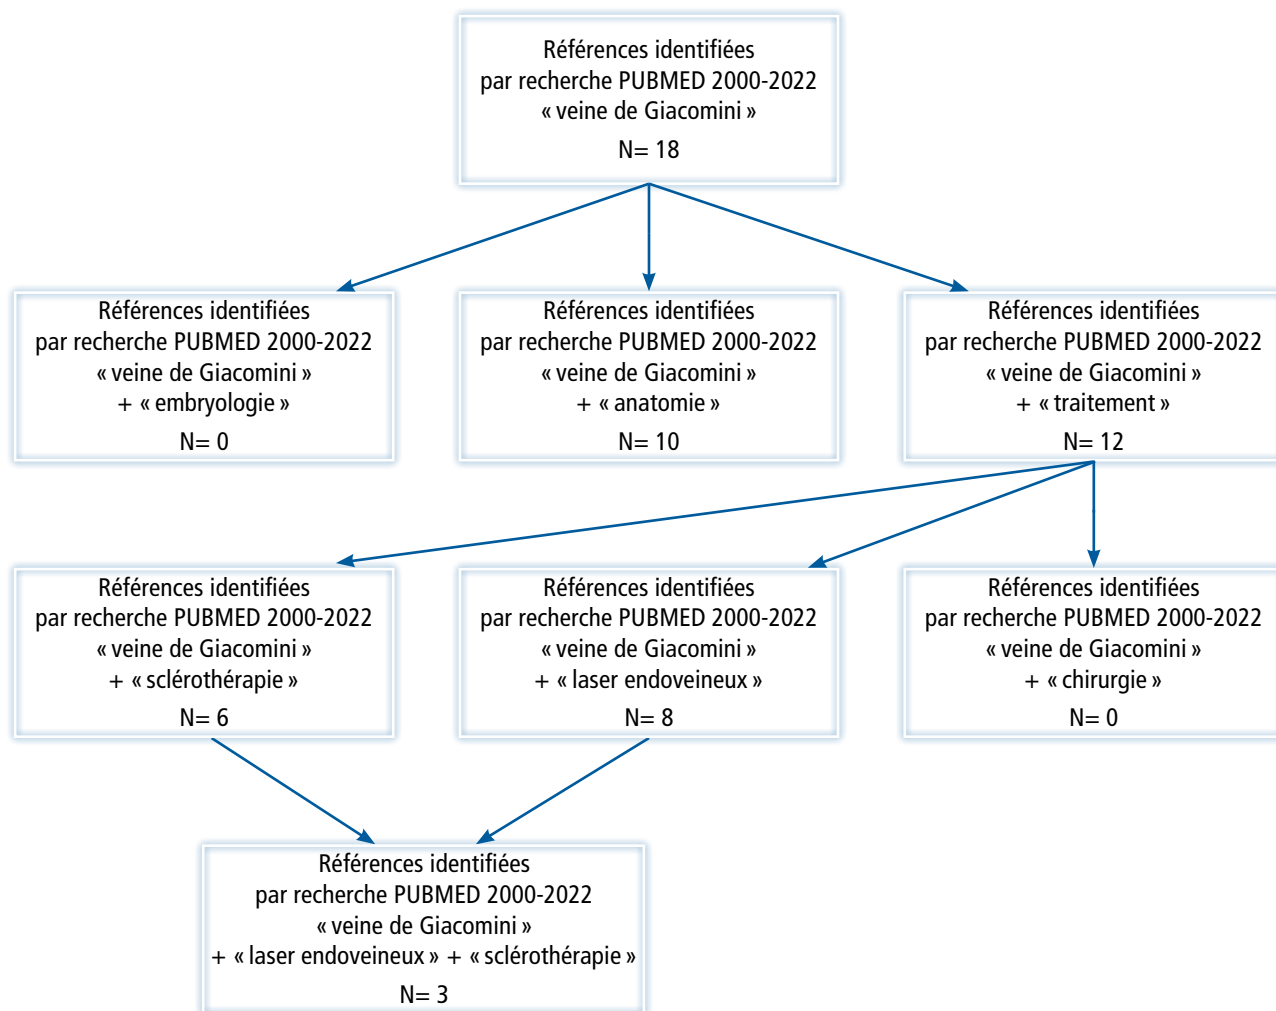 Références identifiées
par recherche PUBMED 2000-2022
« veine de Giacomini »
N= 18
Références identifiées
par recherche PUBMED 2000-2022
« veine de Giacomini »
+ « embryologie »
N= 0
Références identifiées
par recherche PUBMED 2000-2022
« veine de Giacomini »
+ « anatomie »
N= 10
Références identifiées
par recherche PUBMED 2000-2022
« veine de Giacomini »
+ « traitement »
N= 12
Références identifiées
par recherche PUBMED 2000-2022
« veine de Giacomini »
+ « sclérothérapie »
N= 6
Références identifiées
par recherche PUBMED 2000-2022
« veine de Giacomini »
+ « laser endoveineux »
N= 8
Références identifiées
par recherche PUBMED 2000-2022
« veine de Giacomini »
+ « chirurgie »
N= 0
Références identifiées
par recherche PUBMED 2000-2022
« veine de Giacomini »
+ « laser endoveineux » + « sclérothérapie »
N= 3